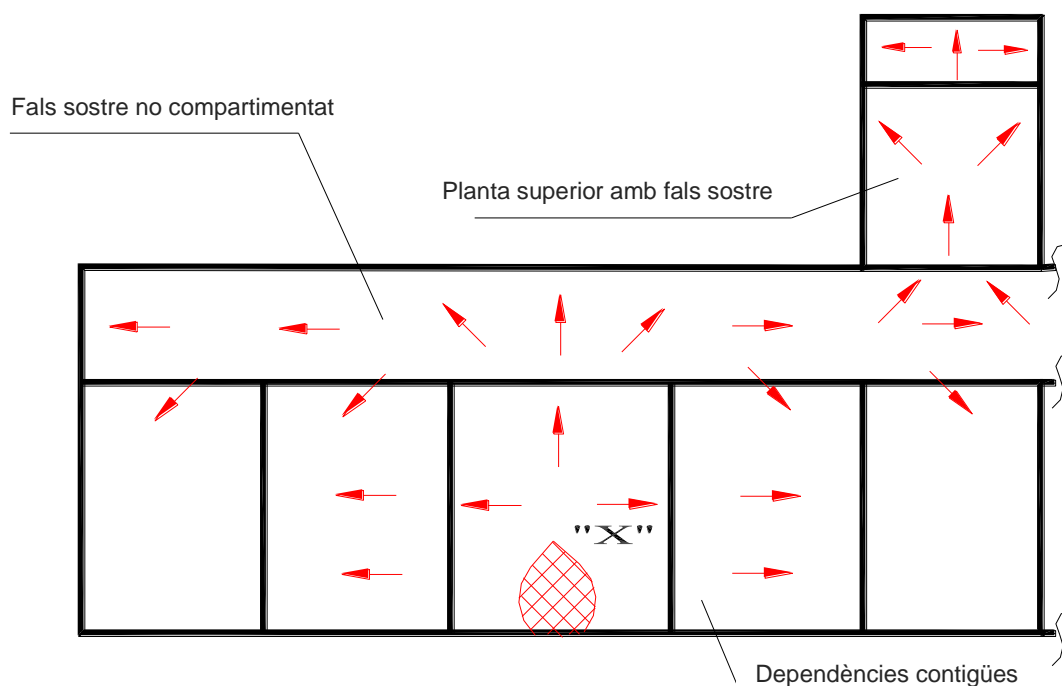 Fals sostre no compartimentat
Planta superior amb fals sostre
"X"
Dependències contigües